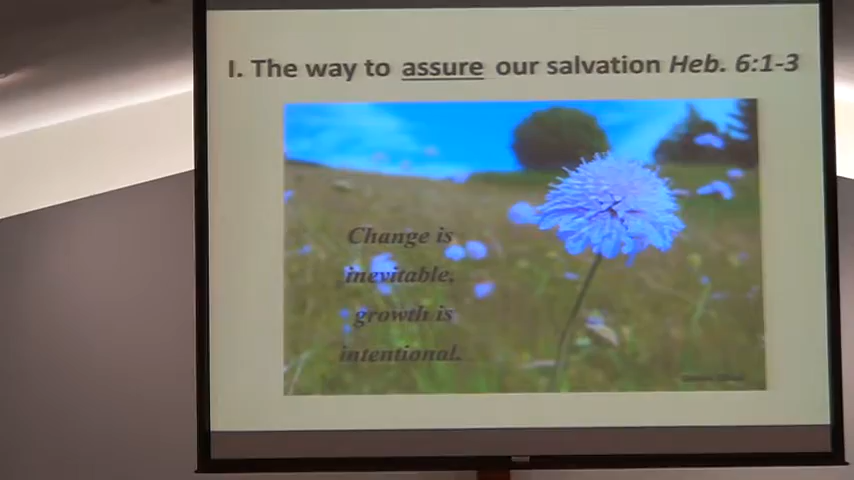 I. The way to assure our salvation Heb. 6:1-3
Change is
inevitable,
growth is
intentional.